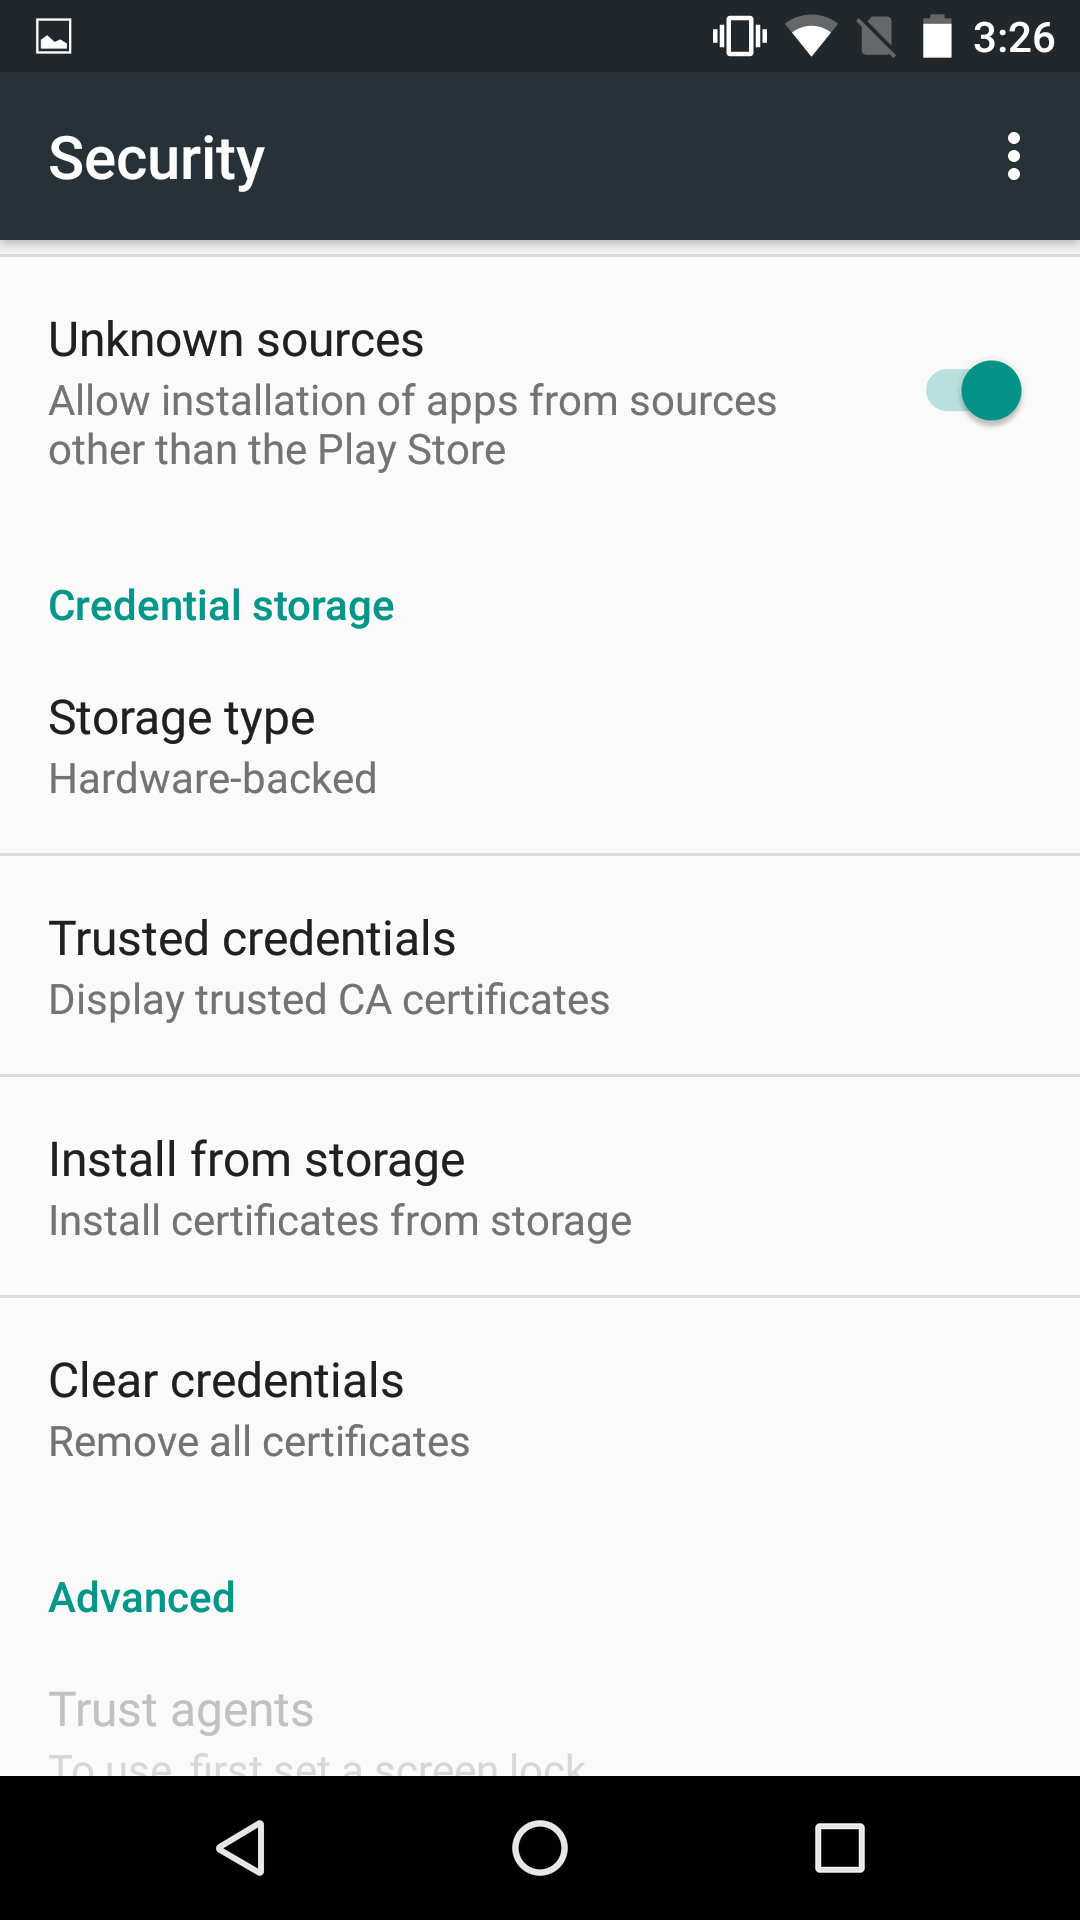 3:26
Security
Unknown sources
Allow installation of apps from sources
other than the Play Store
Credential storage
Storage type
Hardware-backed
Trusted credentials
Display trusted CA certificates
Install from storage
Install certificates from storage
Clear credentials
Remove all certificates
Advanced
Trust agents
To use, first set a screen lock